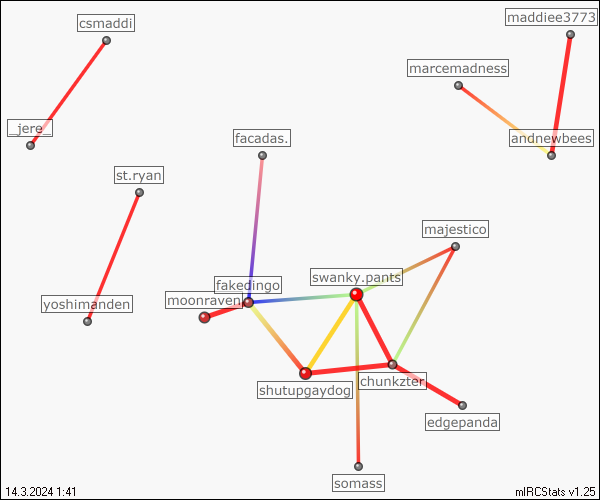 maddiee3773
csmaddi
marcemadness
_jere_
facadas.
andnewbees
st.ryan
majestico
swanky.pants
fakedingo
moonraven
yoshimanden
chunkzter
shutupgaydog
edgepanda
somass
14.3.2024 1:41
mIRCStats v1.25